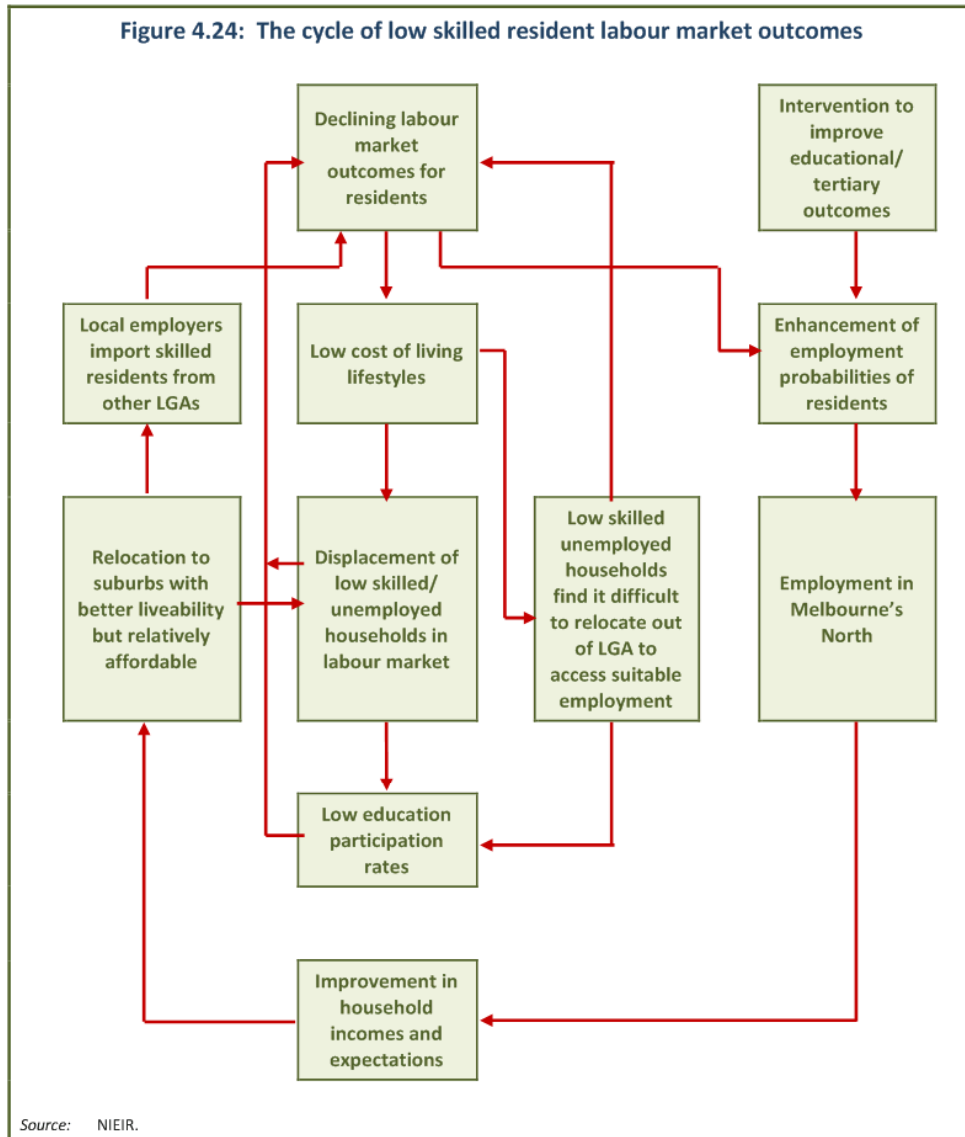 Figure 4.24: The cycle of low skilled resident labour market outcomes
Declining labour
market
outcomes for
residents
Intervention to
improve
educational/
tertiary
outcomes
Local employers
import skilled
residents from
other LGAs
Low cost of living
lifestyles
Enhancement of
employment
probabilities of
residents
Relocation to
suburbs with
better liveability
but relatively
affordable
Displacement of
low skilled/
unemployed
households in
labour market
Low skilled
unemployed
households
find it difficult
to relocate out
of LGA to
access suitable
employment
Employment in
Melbourne’s
North
Low education
participation
rates
Improvement in
household
incomes and
expectations
Source: NIEIR.